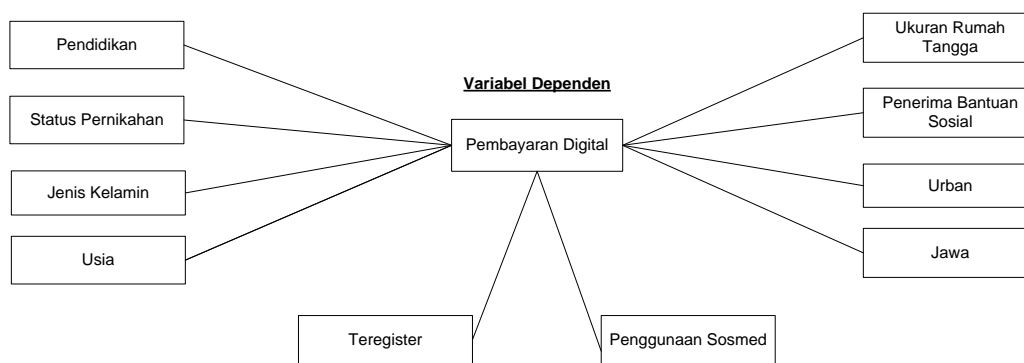 Pendidikan
Status Pernikahan
Jenis Kelamin
Usia
Variabel Dependen
Pembayaran Digital
Ukuran Rumah
Tangga
Penerima Bantuan
Sosial
Urban
Jawa
Teregister
Penggunaan Sosmed